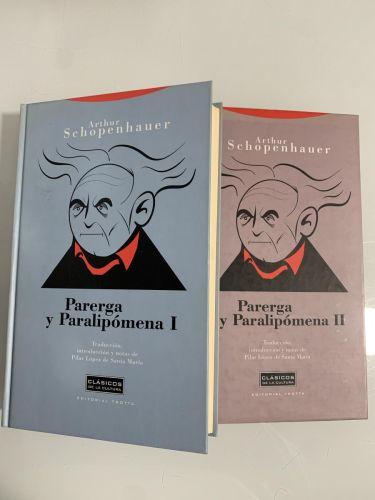 Arthur
Schopenhauer
Parerga
y Paralipómena I
Traducción,
introducción y notas de
Pilar López de Santa María
CLÁSICOS
DE LA CULTURA
EDITORIAL TROTTA
Arthur
Schopenhauer
Parerga
y Paralipómena II
Traducción,
introducción y notas de
Pilar López de Santa María
CLÁSICOS
DE LA CULTURA
EDITORIAL TROTTA